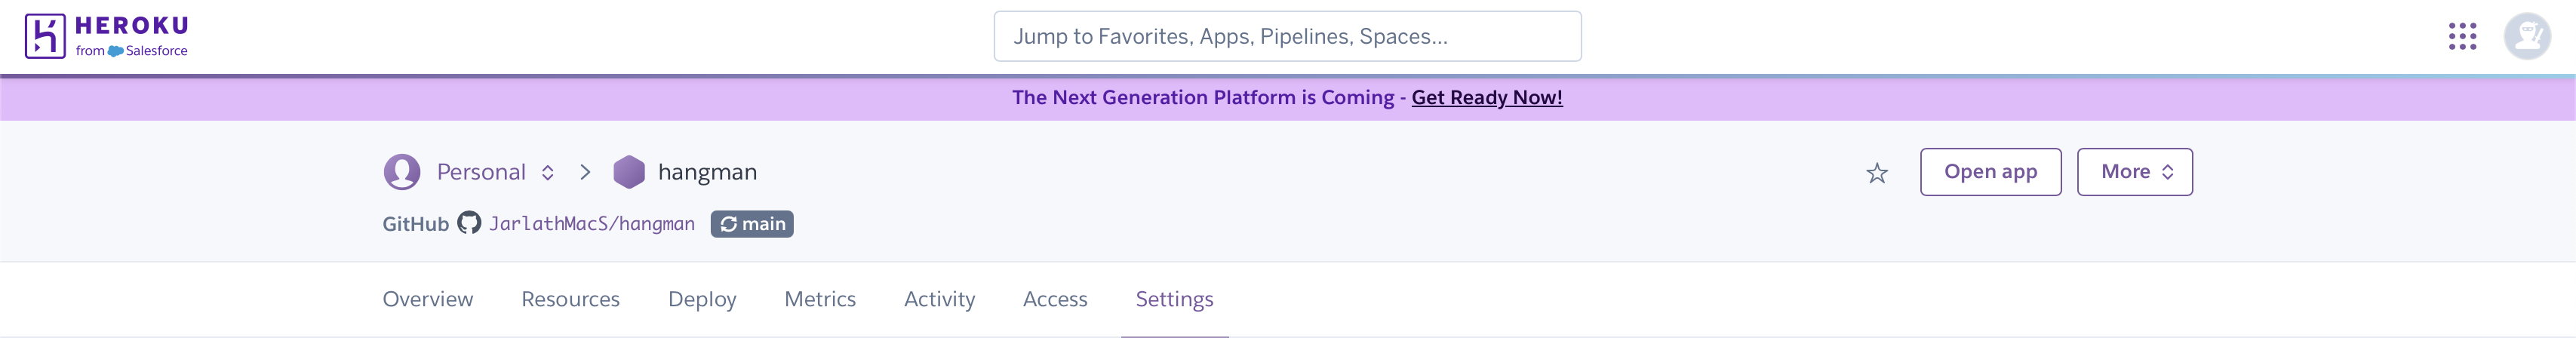 HEROKU
from Salesforce
Jump to Favorites, Apps, Pipelines, Spaces...
The Next Generation Platform is Coming - Get Ready Now!
Personal hangman
Open app
More
GitHub JarlathMacS/hangman main
Overview Resources Deploy Metrics Activity Access Settings